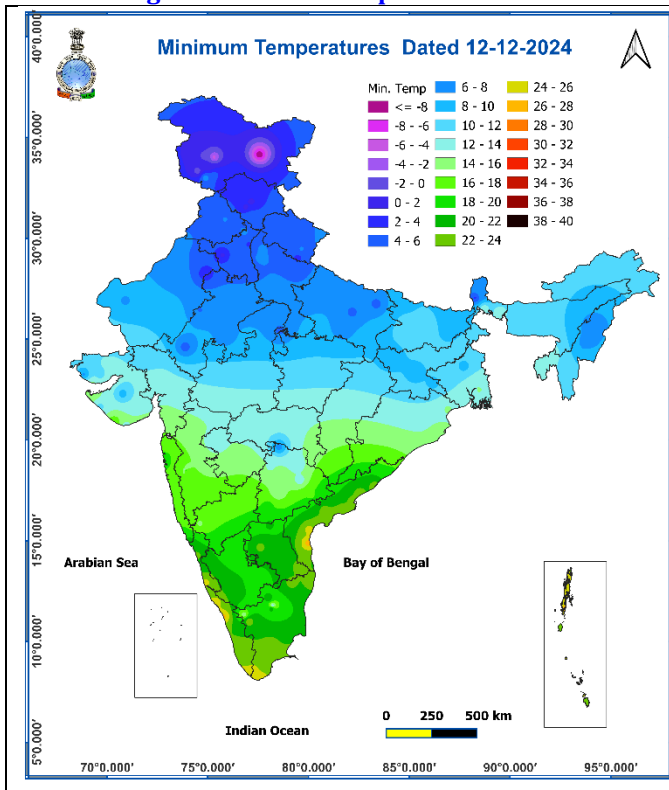 Minimum Temperatures Dated 12-12-2024
Min. Temp
<= -8
-8 - -6
-6 - -4
-4 - -2
-2 - 0
0 - 2
2 - 4
4 - 6
6 - 8
8 - 10
10 - 12
12 - 14
14 - 16
16 - 18
18 - 20
20 - 22
22 - 24
24 - 26
26 - 28
28 - 30
30 - 32
32 - 34
34 - 36
36 - 38
38 - 40
40°0.000'
35°0.000'
30°0.000'
25°0.000'
20°0.000'
15°0.000'
10°0.000'
5°0.000'
Arabian Sea
Bay of Bengal
Indian Ocean
0 250 500 km
70°0.000' 75°0.000' 80°0.000' 85°0.000' 90°0.000' 95°0.000'